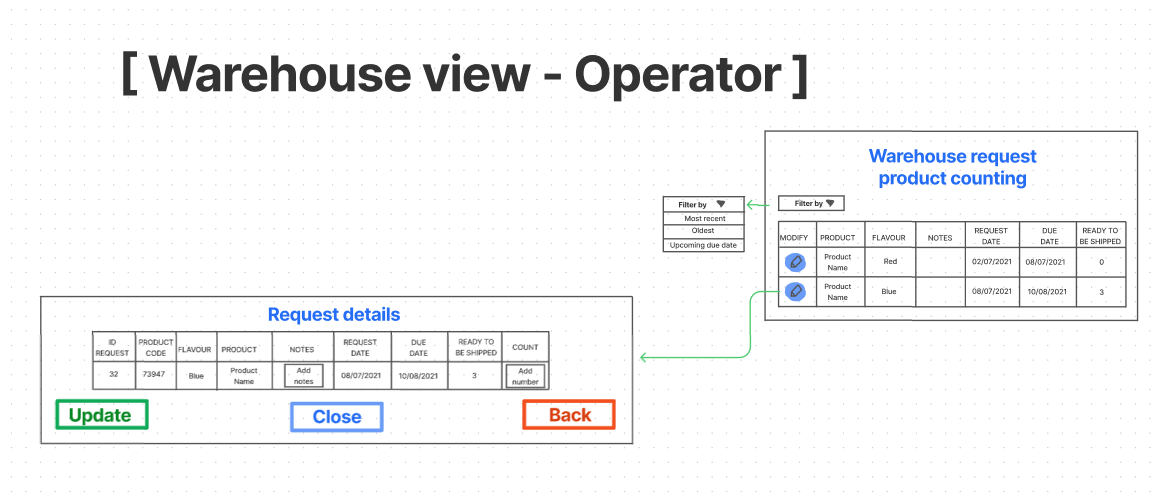 [ Warehouse view - Operator ]
Warehouse request
product counting
Filter by
Filter by
Most recent
Oldest
Upcoming due date
MODIFY PRODUCT FLAVOUR NOTES REQUEST DATE DUE DATE READY TO BE SHIPPED
Product Name Red 02/07/2021 08/07/2021 0
Product Name Blue 08/07/2021 10/08/2021 3
Request details
ID REQUEST PRODUCT CODE FLAVOUR PRODUCT NOTES REQUEST DATE DUE DATE READY TO BE SHIPPED COUNT
32 73947 Blue Product Name Add notes 08/07/2021 10/08/2021 3 Add number
Update Close Back